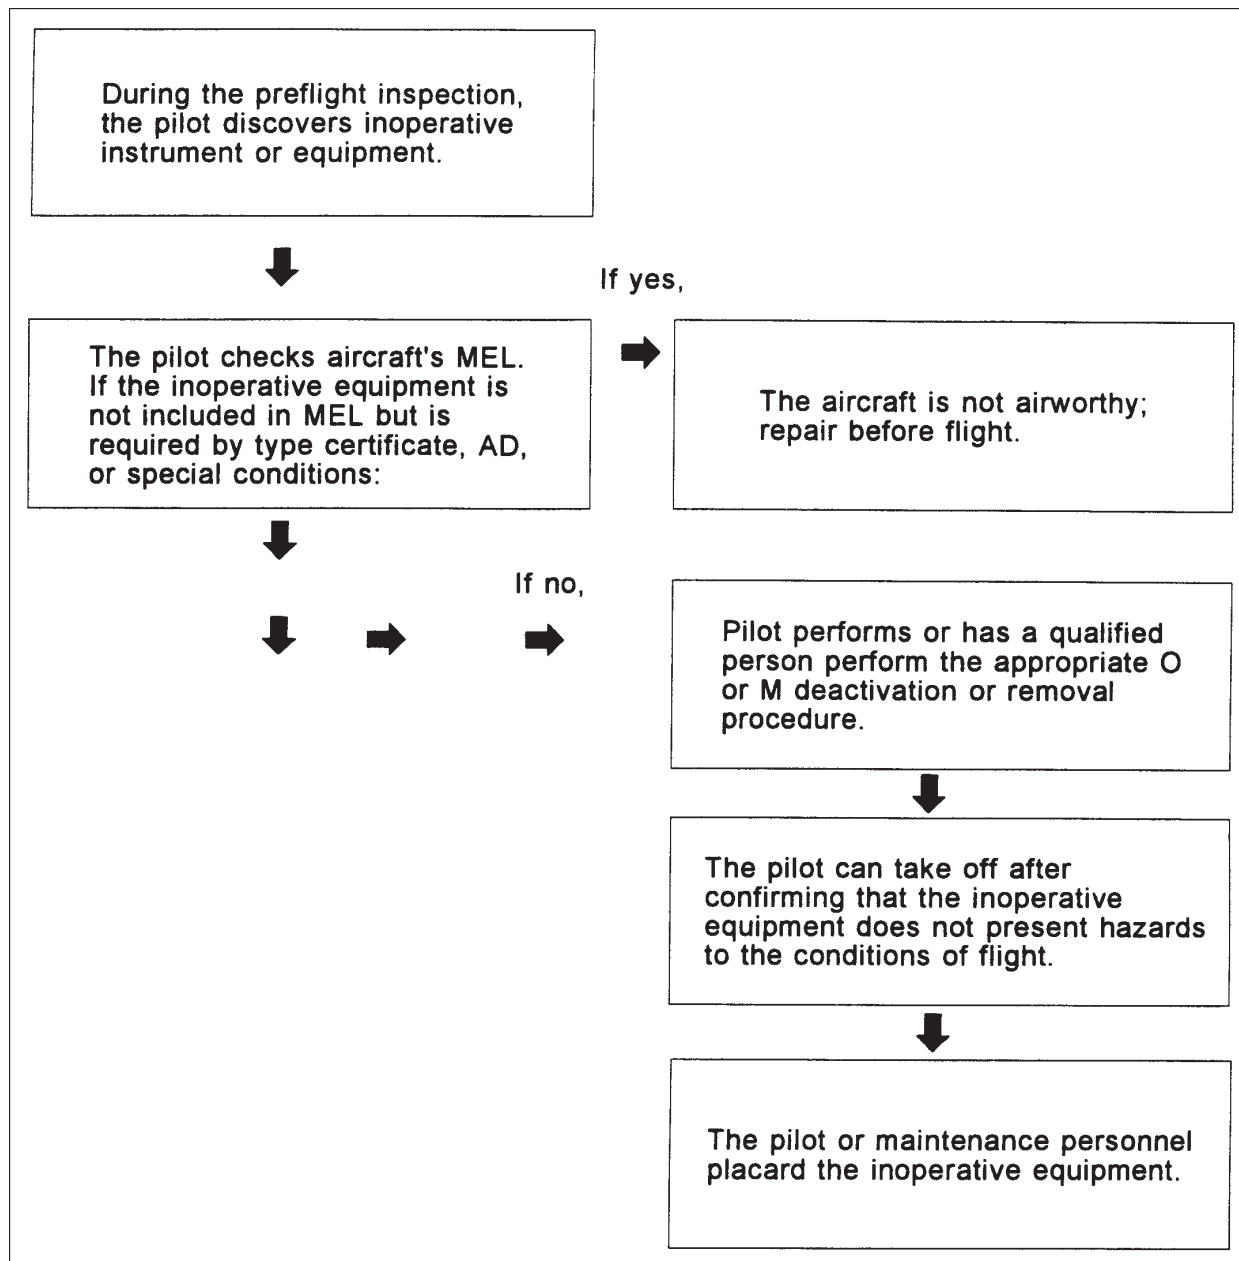 During the preflight inspection,
the pilot discovers inoperative
instrument or equipment.
If yes,
The pilot checks aircraft's MEL.
If the inoperative equipment is
not included in MEL but is
required by type certificate, AD,
or special conditions:
The aircraft is not airworthy;
repair before flight.
If no,
Pilot performs or has a qualified
person perform the appropriate O
or M deactivation or removal
procedure.
The pilot can take off after
confirming that the inoperative
equipment does not present hazards
to the conditions of flight.
The pilot or maintenance personnel
placard the inoperative equipment.